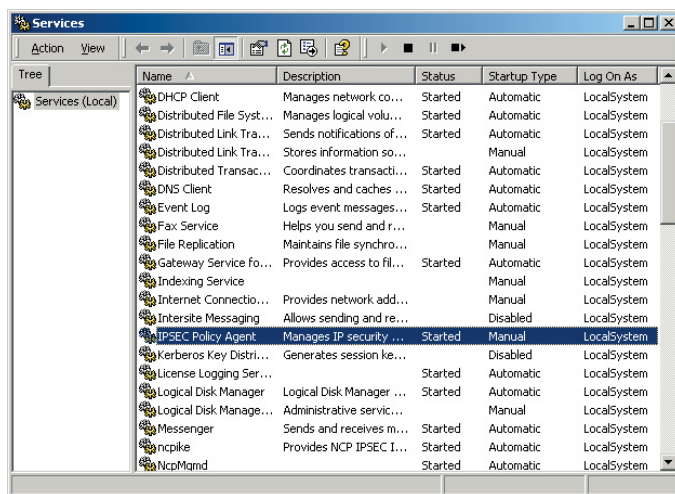 Services
Action View
Tree
Services (Local)
Name Description Status Startup Type Log On As
DHCP Client Manages network co... Started Automatic LocalSystem
Distributed File Syst... Manages logical volu... Started Automatic LocalSystem
Distributed Link Tra... Sends notifications of... Started Automatic LocalSystem
Distributed Link Tra... Stores information so... Manual LocalSystem
Distributed Transac... Coordinates transacti... Started Automatic LocalSystem
DNS Client Resolves and caches ... Started Automatic LocalSystem
Event Log Logs event messages... Started Automatic LocalSystem
Fax Service Helps you send and r... Manual LocalSystem
File Replication Maintains file synchro... Manual LocalSystem
Gateway Service fo... Provides access to fil... Started Automatic LocalSystem
Indexing Service Manual LocalSystem
Internet Connectio... Provides network add... Manual LocalSystem
Intersite Messaging Allows sending and re... Disabled LocalSystem
IPSEC Policy Agent Manages IP security ... Started Manual LocalSystem
Kerberos Key Distri... Generates session ke... Disabled LocalSystem
License Logging Ser... Started Automatic LocalSystem
Logical Disk Manager Logical Disk Manager ... Started Automatic LocalSystem
Logical Disk Manage... Administrative servic... Manual LocalSystem
Messenger Sends and receives m... Started Automatic LocalSystem
ncpike Provides NCP IPSEC I... Started Automatic LocalSystem
NcpMgmd Started Automatic LocalSystem